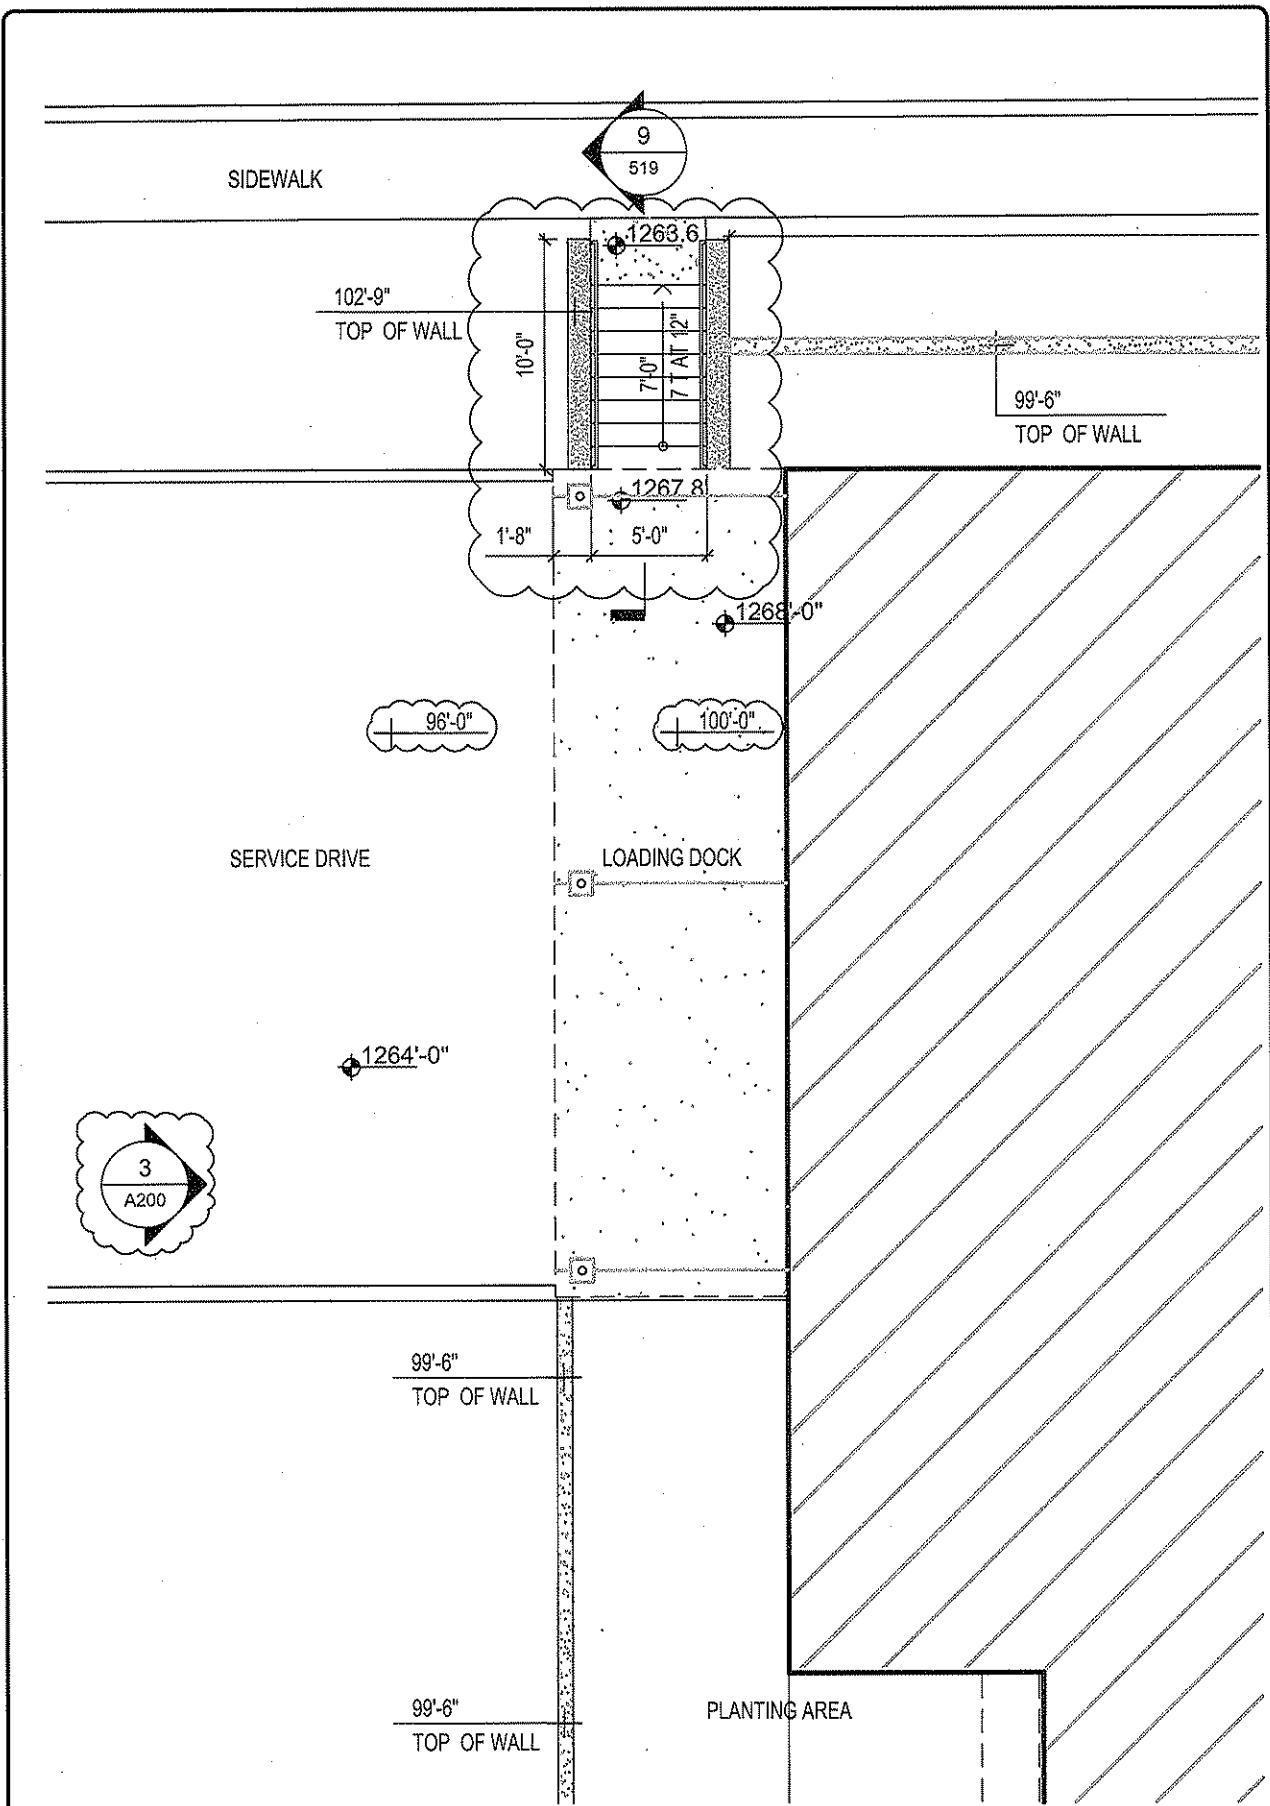 9
519
SIDEWALK
1263.6
102'-9"
TOP OF WALL
10'-0"
7'-0"
7 T AT 12"
99'-6"
TOP OF WALL
1267.8
1'-8"
5'-0"
1268'-0"
96'-0"
100'-0"
SERVICE DRIVE
LOADING DOCK
1264'-0"
3
A200
99'-6"
TOP OF WALL
99'-6"
TOP OF WALL
PLANTING AREA